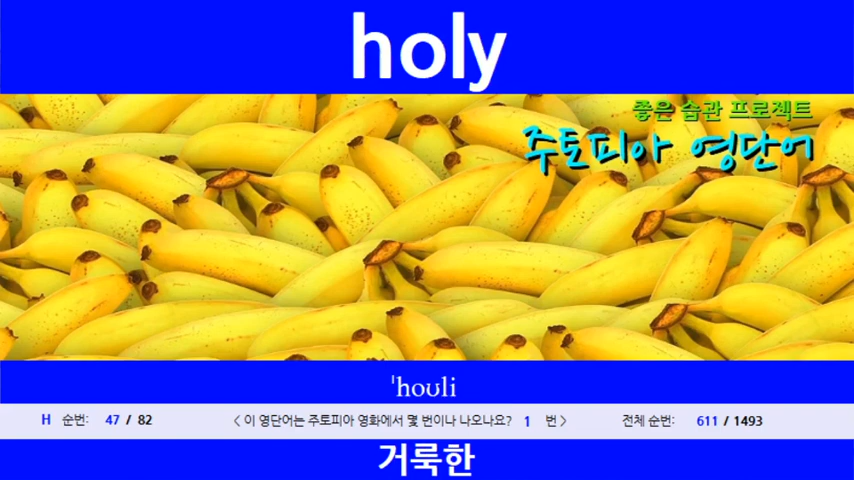 holy
좋은 습관 프로젝트
주토피아 영단어
ˈhoʊli
H 순번: 47 / 82 < 이 영단어는 주토피아 영화에서 몇 번이나 나오나요? 1 번 > 전체 순번: 611 / 1493
거룩한